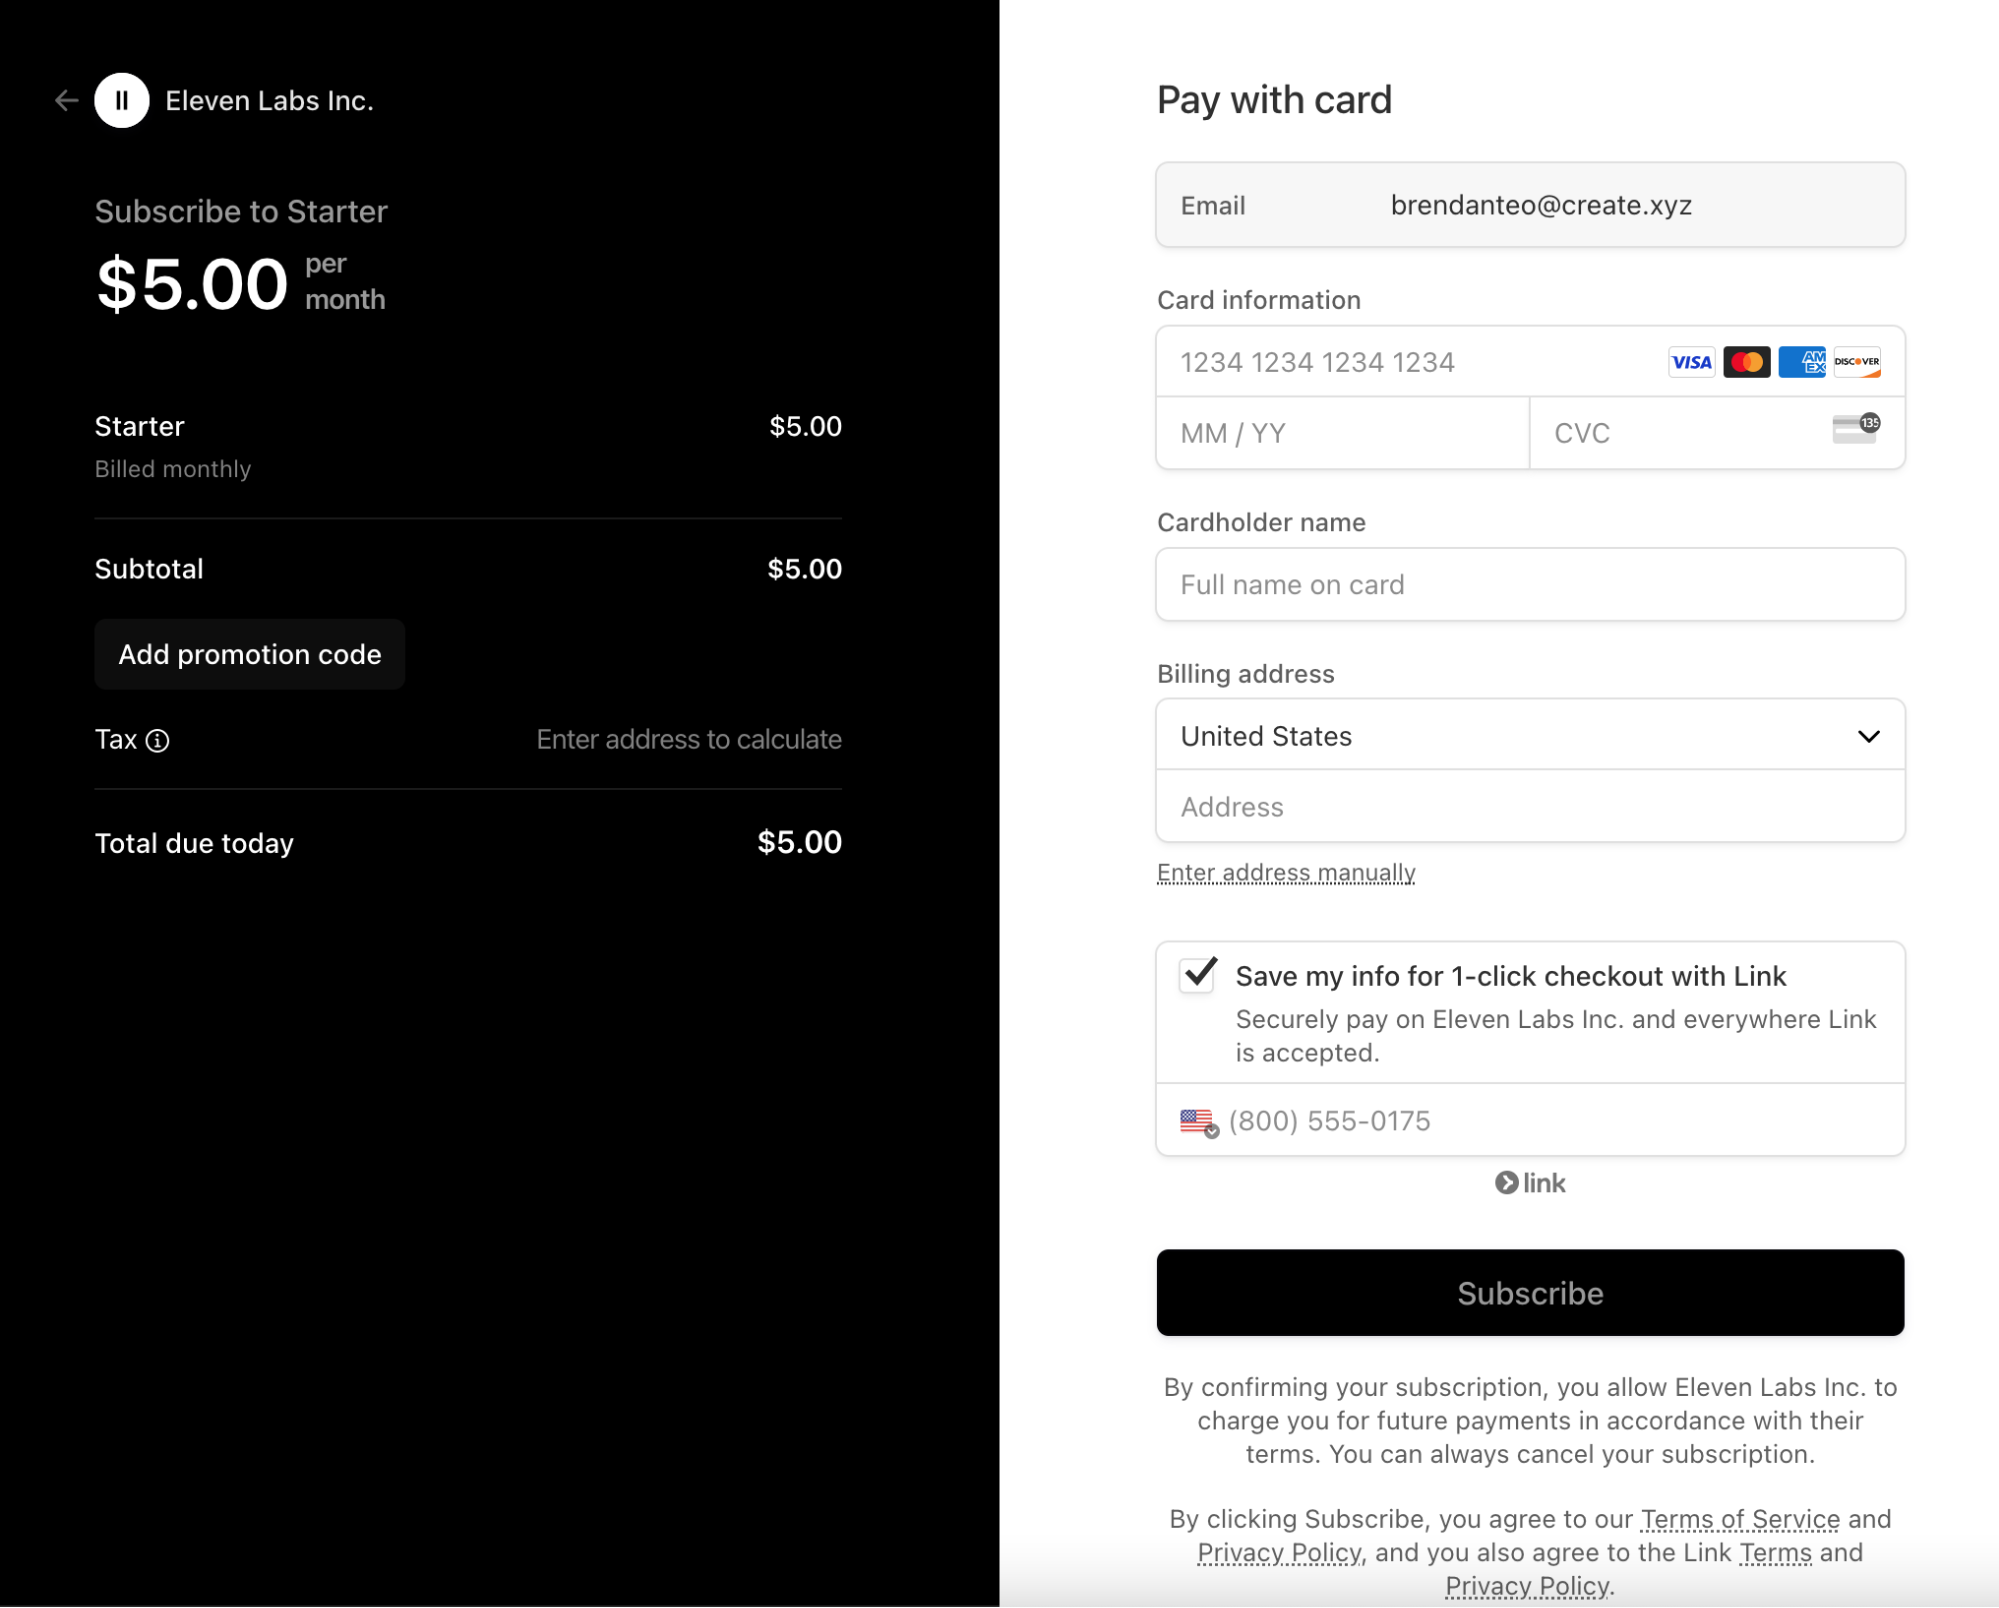 Eleven Labs Inc.
Subscribe to Starter
$5.00 per
month
Starter $5.00
Billed monthly
Subtotal $5.00
Add promotion code
Tax Enter address to calculate
Total due today $5.00
Pay with card
Email brendanteo@create.xyz
Card information
1234 1234 1234 1234 VISA AM EX DISCOVER
MM / YY CVC 135
Cardholder name
Full name on card
Billing address
United States
Address
Enter address manually
Save my info for 1-click checkout with Link
Securely pay on Eleven Labs Inc. and everywhere Link
is accepted.
(800) 555-0175
link
Subscribe
By confirming your subscription, you allow Eleven Labs Inc. to
charge you for future payments in accordance with their
terms. You can always cancel your subscription.
By clicking Subscribe, you agree to our Terms of Service and
Privacy Policy, and you also agree to the Link Terms and
Privacy Policy.